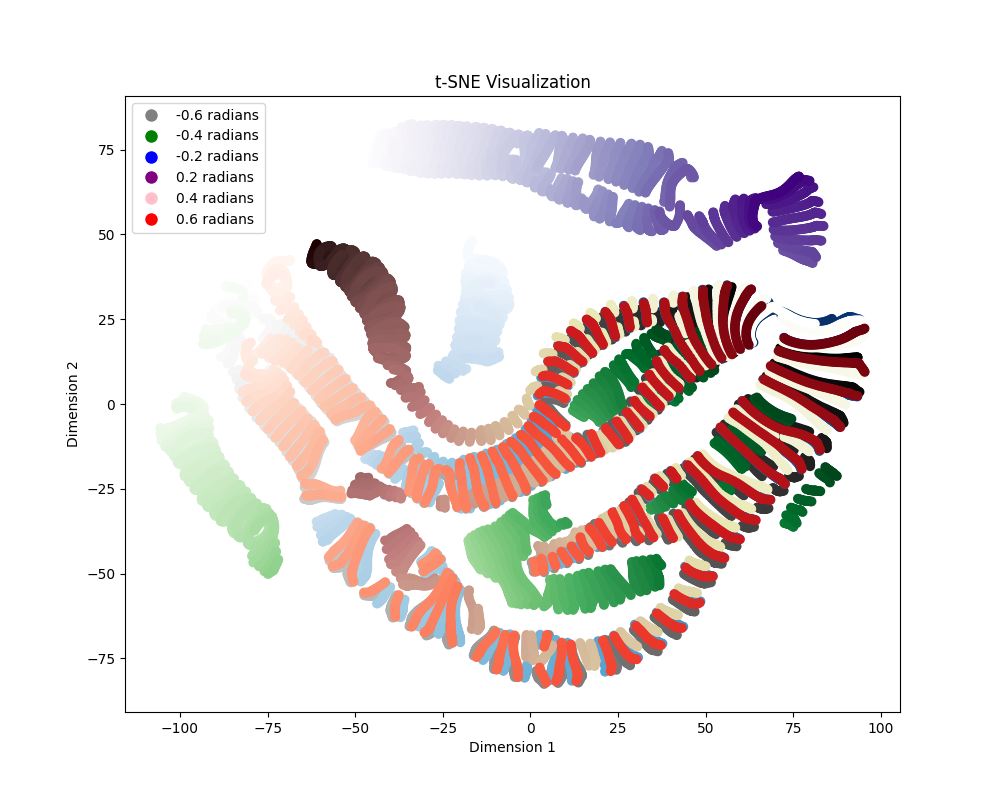 t-SNE Visualization
-0.6 radians
-0.4 radians
-0.2 radians
0.2 radians
0.4 radians
0.6 radians
75
50
25
0
−25
−50
−75
Dimension 2
−100
−75
−50
−25
0
25
50
75
100
Dimension 1